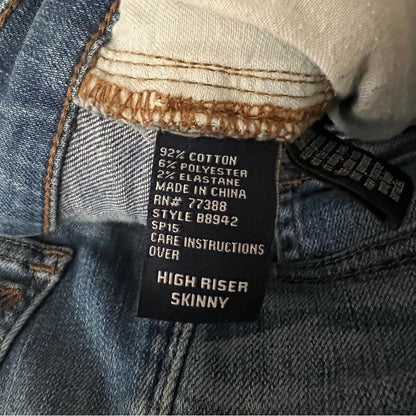 92% COTTON
6% POLYESTER
2% ELASTANE
MADE IN CHINA
RN# 77388
STYLE B8942
SP15
CARE INSTRUCTIONS
OVER
HIGH RISER
SKINNY